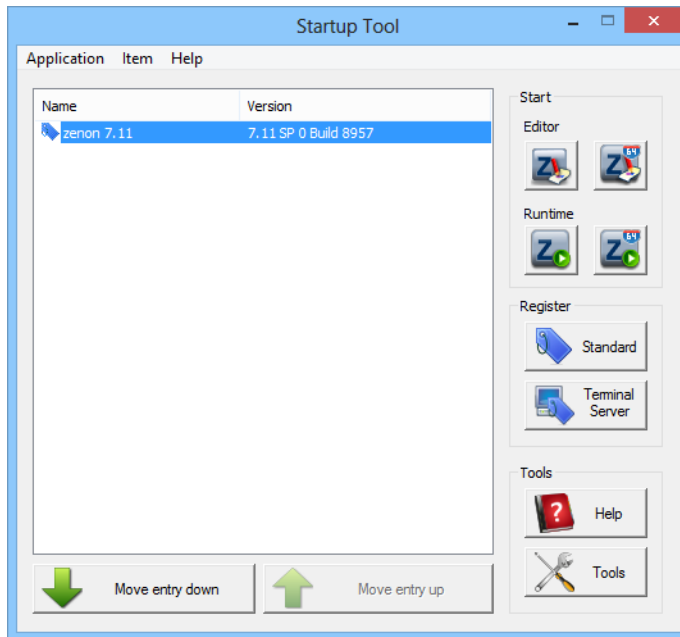 Startup Tool
Application Item Help
Name Version
zenon 7.11 7.11 SP 0 Build 8957
Start
Editor
Z Z 64
Runtime
Z Z 64
Register
Standard
Terminal
Server
Tools
? Help
Tools
Move entry down Move entry up